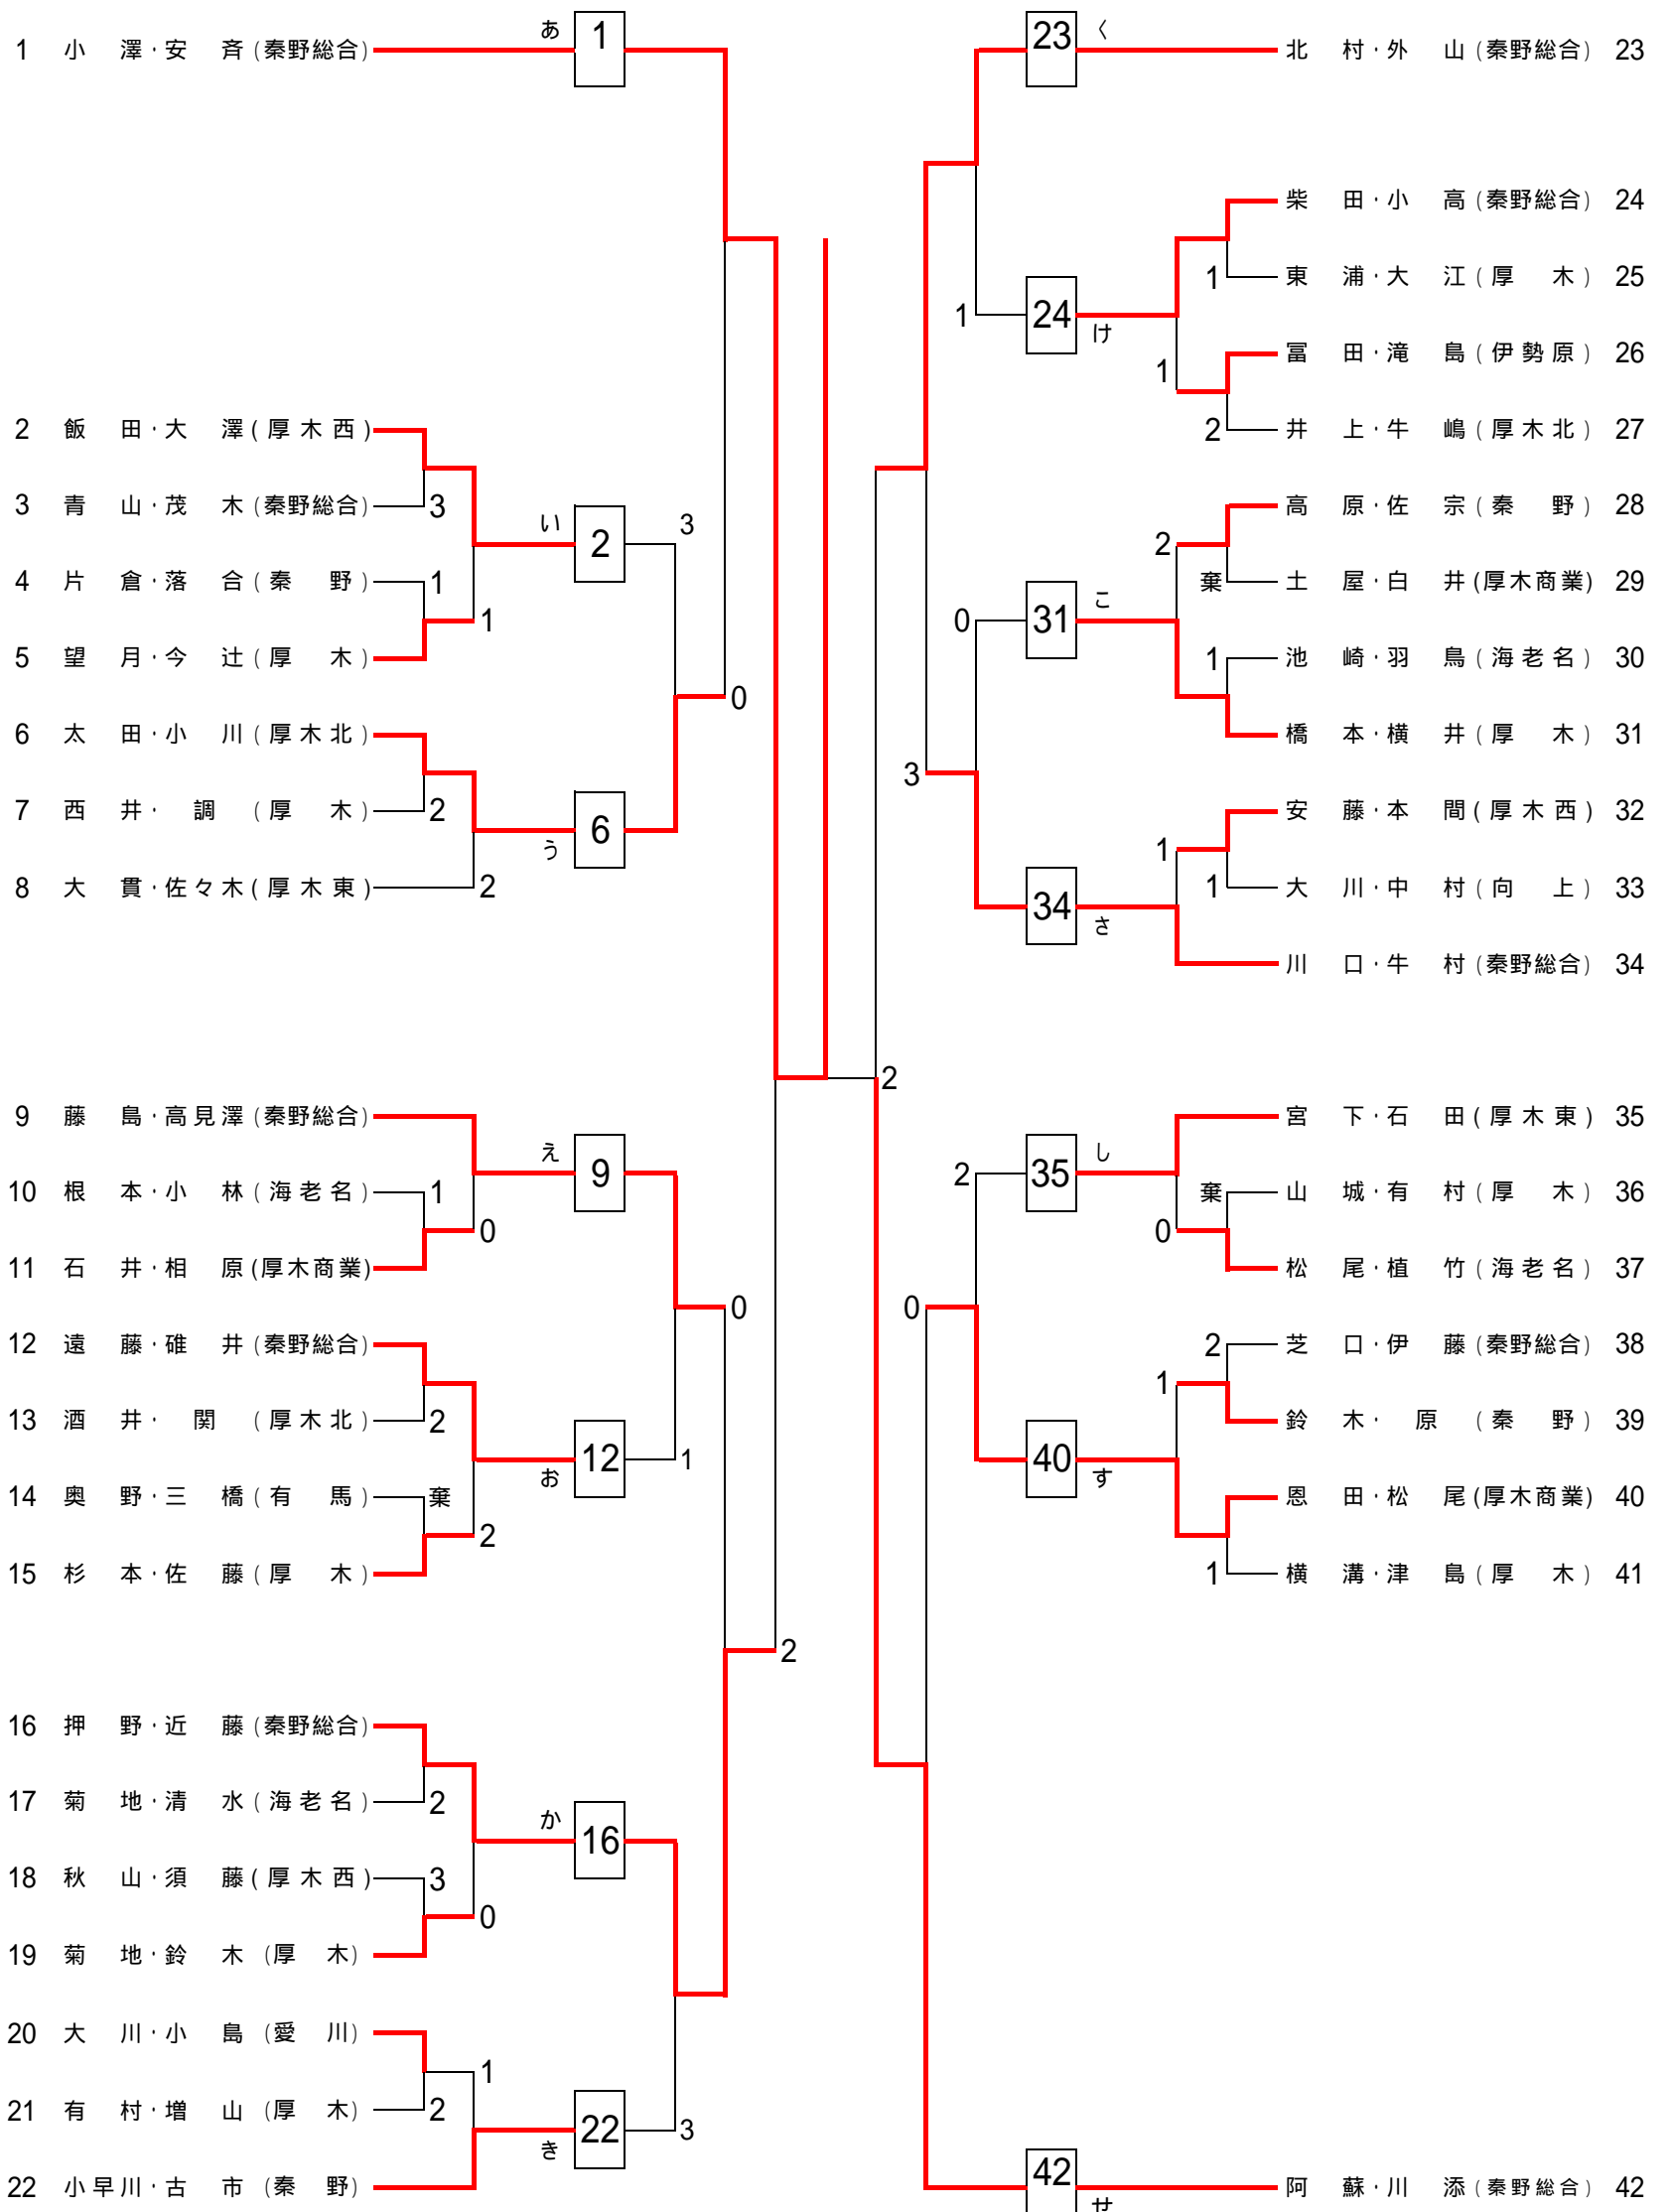 1 小澤・安斉(秦野総合)
2 飯田・大澤(厚木西)
3 青山・茂木(秦野総合)
4 片倉・落合(秦野)
5 望月・今辻(厚木)
6 太田・小川(厚木北)
7 西井・調(厚木)
8 大貫・佐々木(厚木東)
9 藤島・高見澤(秦野総合)
10 根本・小林(海老名)
11 石井・相原(厚木商業)
12 遠藤・碓井(秦野総合)
13 酒井・関(厚木北)
14 奥野・三橋(有馬)
15 杉本・佐藤(厚木)
16 押野・近藤(秦野総合)
17 菊地・清水(海老名)
18 秋山・須藤(厚木西)
19 菊地・鈴木(厚木)
20 大川・小島(愛川)
21 有村・増山(厚木)
22 小早川・古市(秦野)
3
1
1
2
2
1
0
2
棄
2
2
3
0
1
2
あ 1
い 2
う 6
え 9
お 12
か 16
き 22
3
0
0
1
3
2
2
23 く
24 け
31 こ
34 さ
35 し
40 す
42 せ
1
0
3
2
0
1
1
2
2
棄
1
1
1
棄
0
2
1
1
北村・外山(秦野総合) 23
柴田・小高(秦野総合) 24
東浦・大江(厚木) 25
冨田・滝島(伊勢原) 26
井上・牛嶋(厚木北) 27
高原・佐宗(秦野) 28
土屋・白井(厚木商業) 29
池崎・羽鳥(海老名) 30
橋本・横井(厚木) 31
安藤・本間(厚木西) 32
大川・中村(向上) 33
川口・牛村(秦野総合) 34
宮下・石田(厚木東) 35
山城・有村(厚木) 36
松尾・植竹(海老名) 37
芝口・伊藤(秦野総合) 38
鈴木・原(秦野) 39
恩田・松尾(厚木商業) 40
横溝・津島(厚木) 41
阿蘇・川添(秦野総合) 42